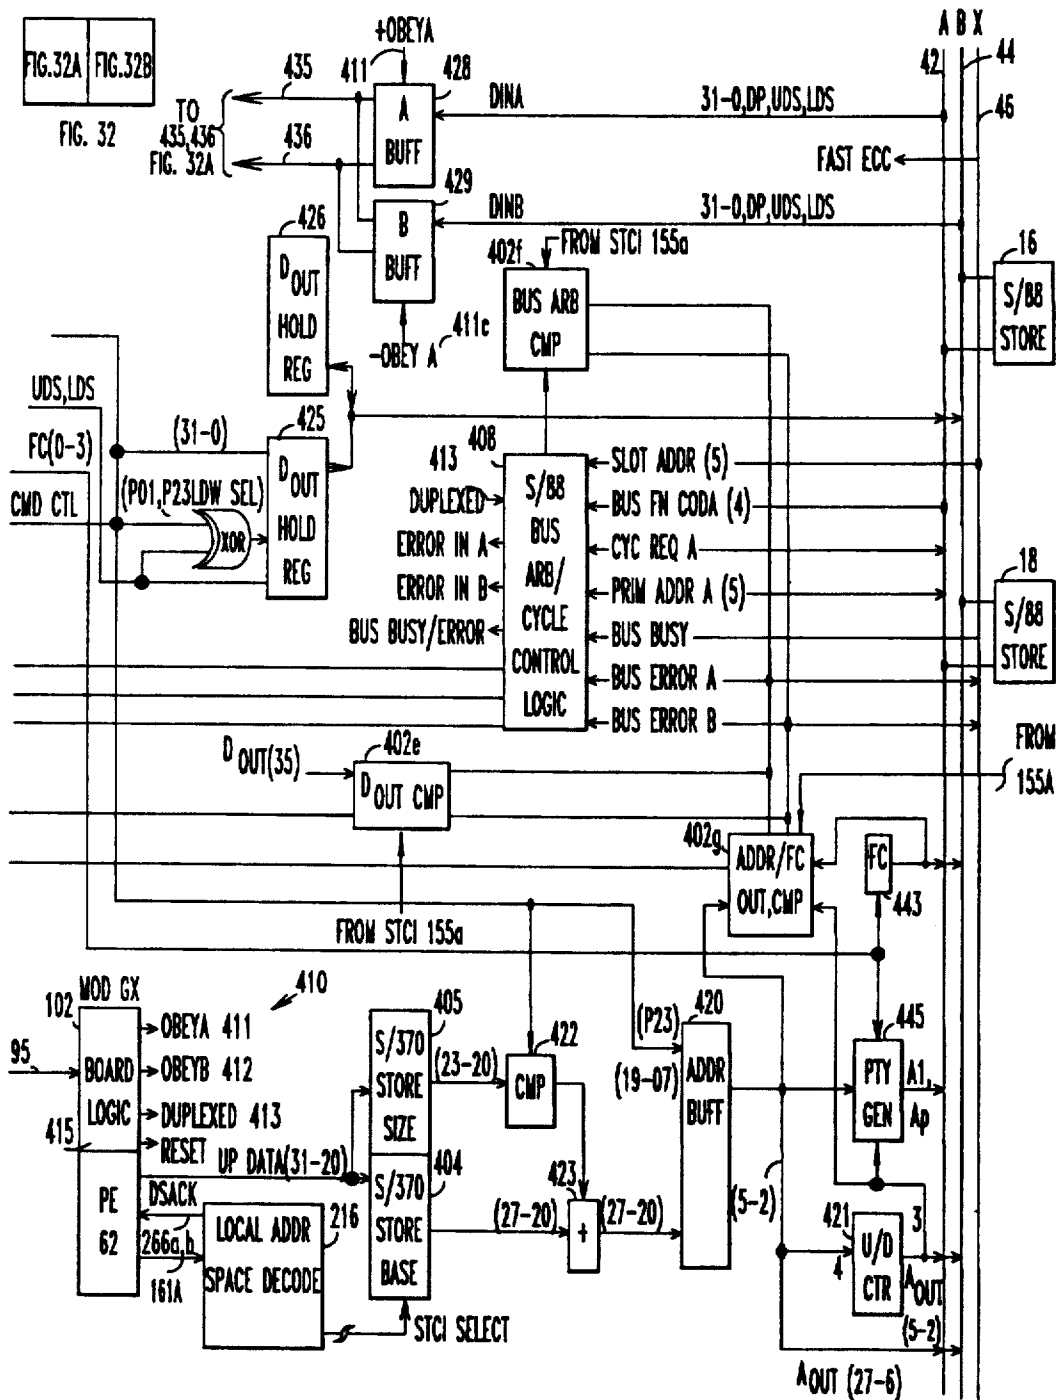 FIG.32A FIG.32B
FIG. 32
+OBEYA
411
428
435
436
TO
435,436
FIG. 32A
A
BUFF
429
B
BUFF
DINA
31-0,DP,UDS,LDS
DINB
31-0,DP,UDS,LDS
FAST ECC
A B X
42
44
46
426
D OUT
HOLD
REG
-OBEY A
411c
402f
FROM STCI 155a
BUS ARB
CMP
16
S/88
STORE
UDS,LDS
FC(0-3)
CMD CTL
(31-0)
(P01,P23LDW SEL)
XOR
425
D OUT
HOLD
REG
408
413
DUPLEXED
ERROR IN A
ERROR IN B
BUS BUSY/ERROR
S/88
BUS
ARB/
CYCLE
CONTROL
LOGIC
SLOT ADDR (5)
BUS FN CODA (4)
CYC REQ A
PRIM ADDR A (5)
BUS BUSY
BUS ERROR A
BUS ERROR B
18
S/88
STORE
D OUT(35)
402e
D OUT CMP
FROM STCI 155a
FROM
155A
402g
ADDR/FC
OUT,CMP
FC
443
MOD GX
410
102
95
BOARD
LOGIC
OBEYA 411
OBEYB 412
DUPLEXED 413
RESET
415
PE
62
UP DATA(31-20)
DSACK
266a,b
161A
LOCAL ADDR
SPACE DECODE
216
STCI SELECT
405
S/370
STORE
SIZE
404
S/370
STORE
BASE
(23-20)
422
CMP
(27-20)
423
+
(27-20)
(P23)
(19-07)
420
ADDR
BUFF
(5-2)
445
PTY
GEN
A1,
Ap
421
4
U/D
CTR
3
A OUT
(5-2)
A OUT (27-6)